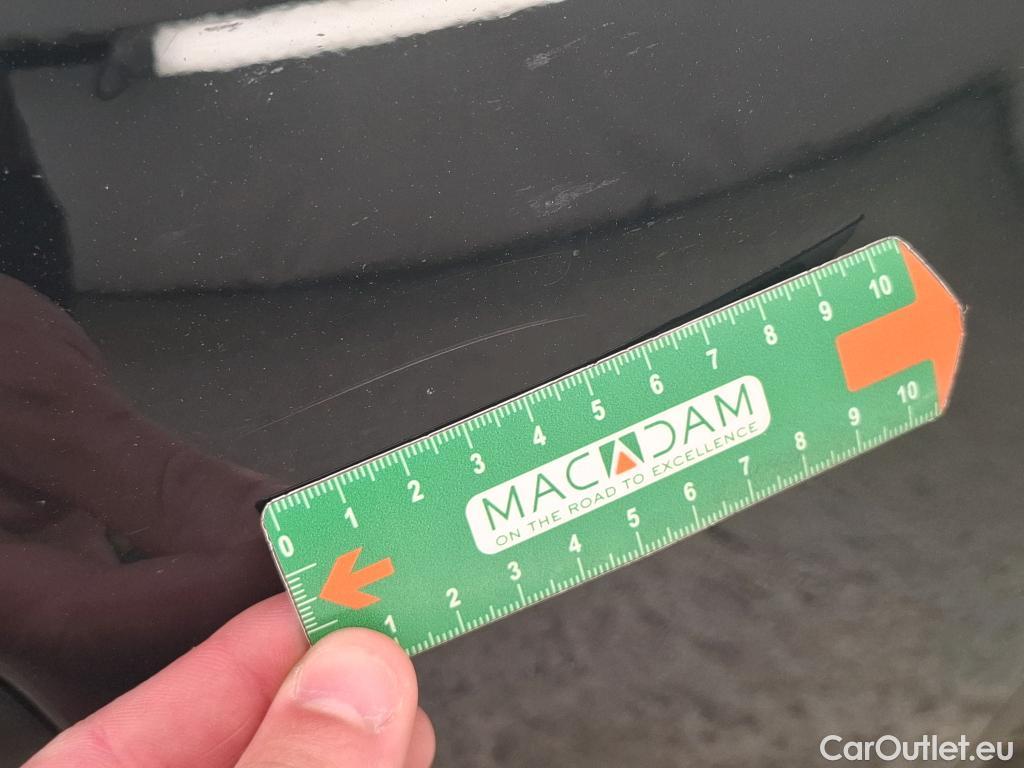 0 1 2 3 4 5 6 7 8 9 10
MACADAM
ON THE ROAD TO EXCELLENCE
1 2 3 4 5 6 7 8 9 10
CarOutlet.eu